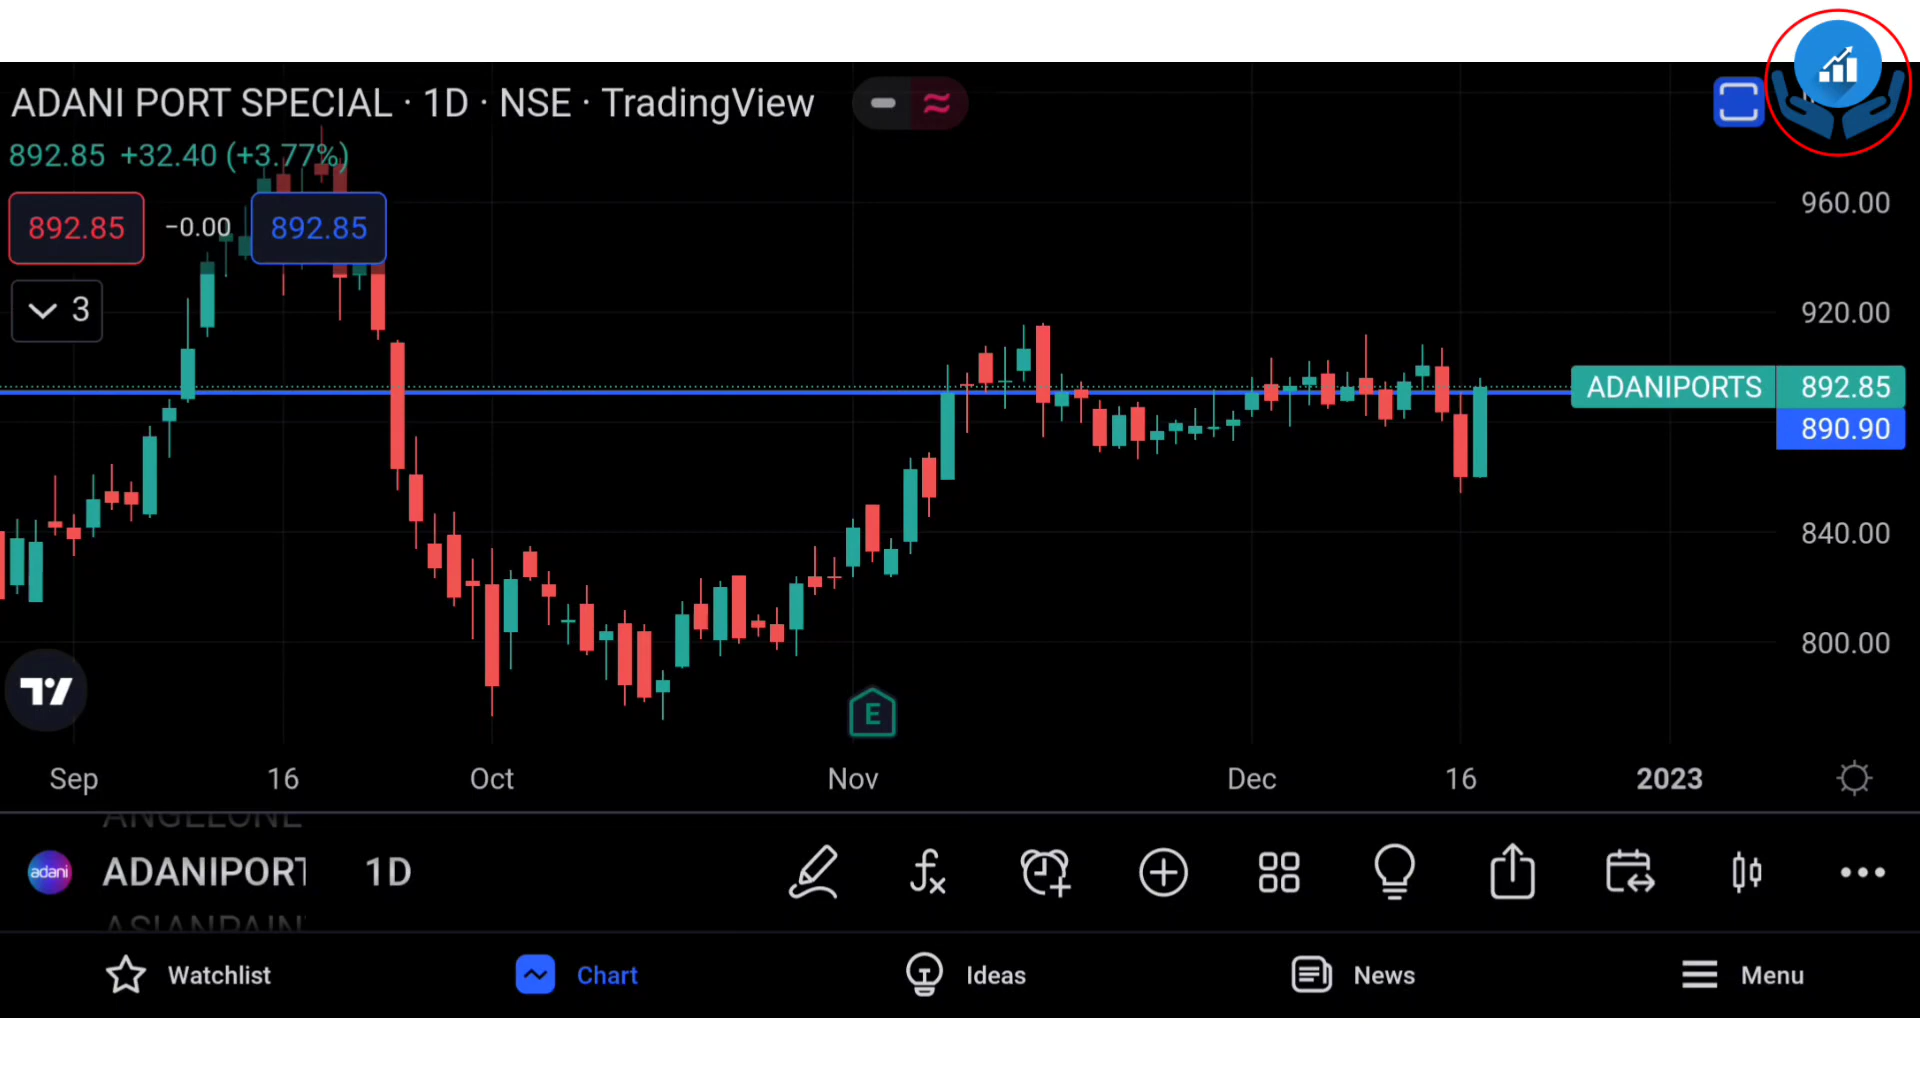 ADANI PORT SPECIAL · 1D · NSE · TradingView
892.85 +32.40 (+3.77%)
892.85 −0.00 892.85
3
960.00
920.00
ADANIPORTS 892.85
890.90
840.00
800.00
E
Sep 16 Oct Nov Dec 16 2023
ANGELONE
adani ADANIPORT 1D
ASIANPAIN
Watchlist Chart Ideas News Menu